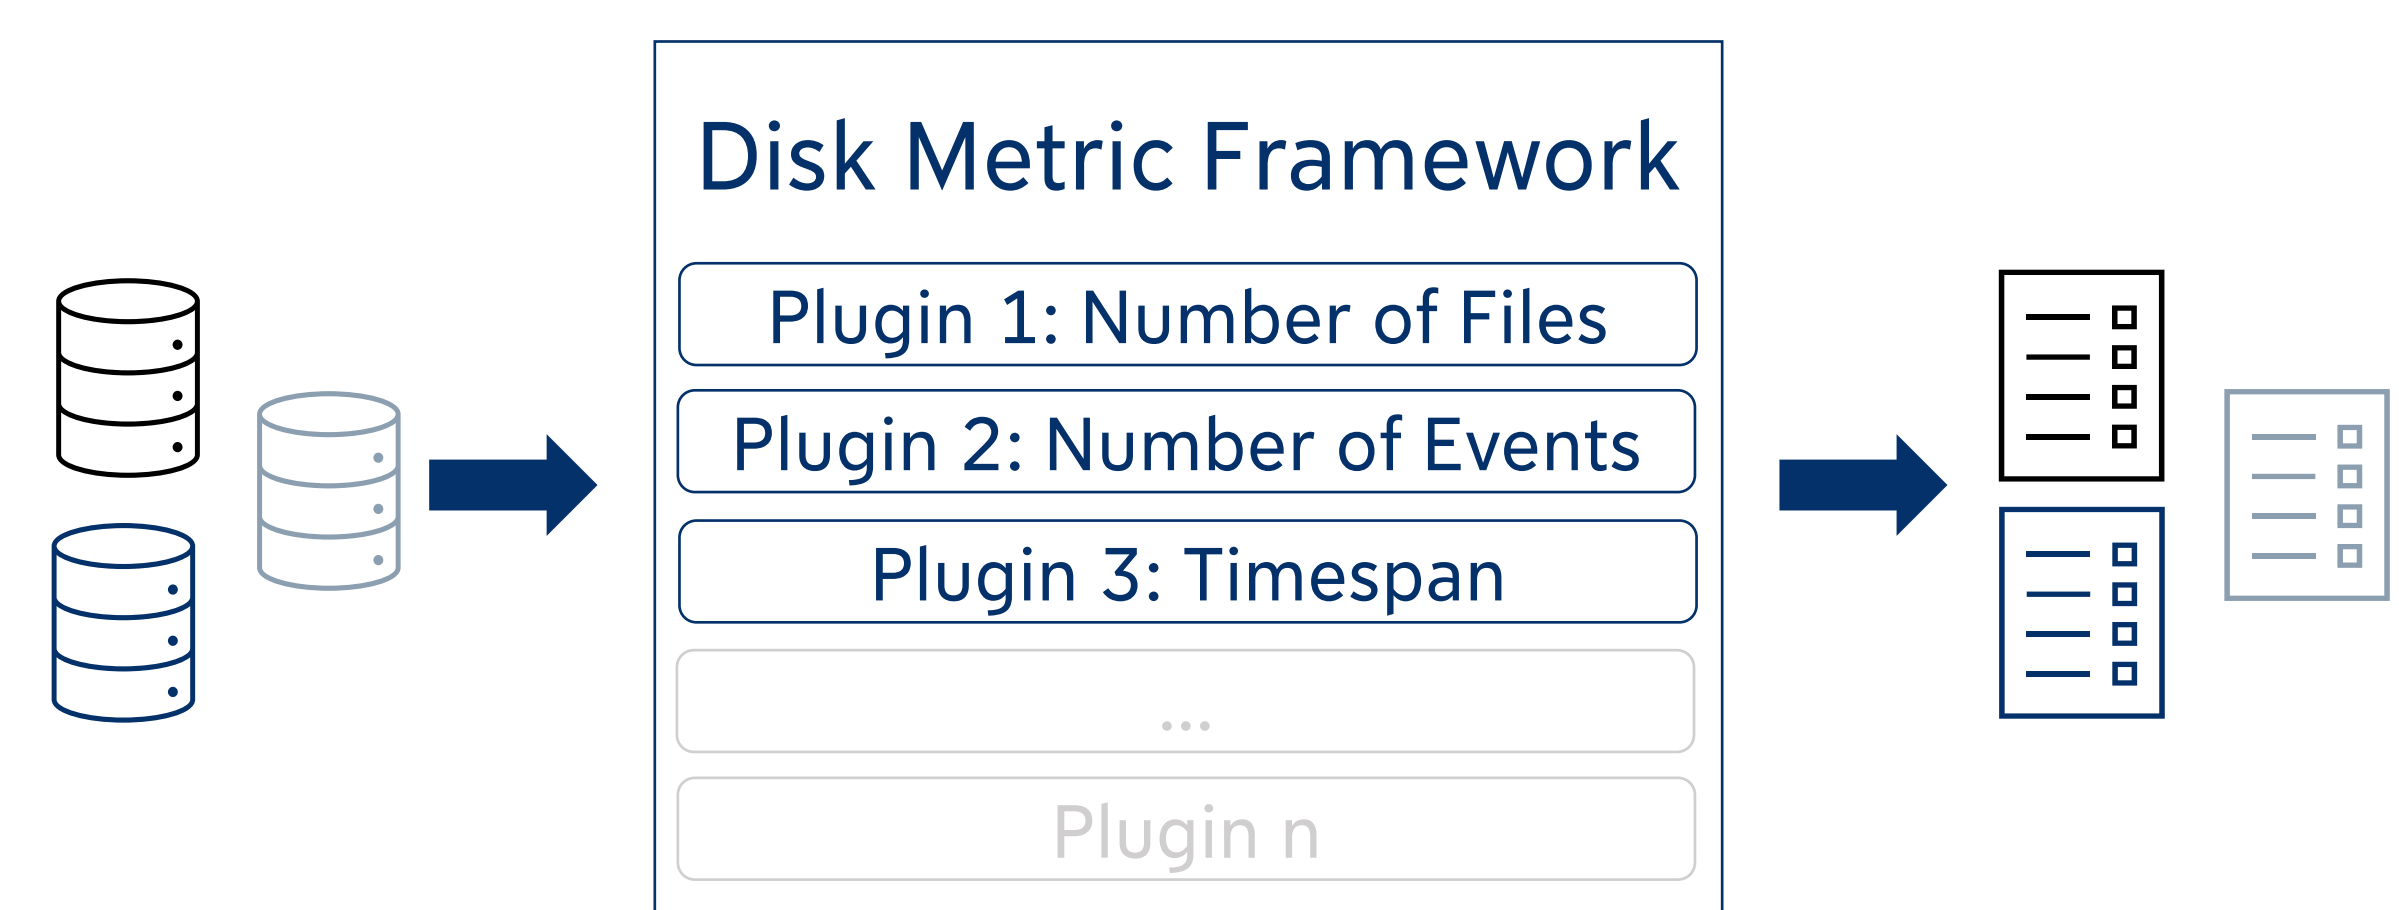 Disk Metric Framework
Plugin 1: Number of Files
Plugin 2: Number of Events
Plugin 3: Timespan
...
Plugin n